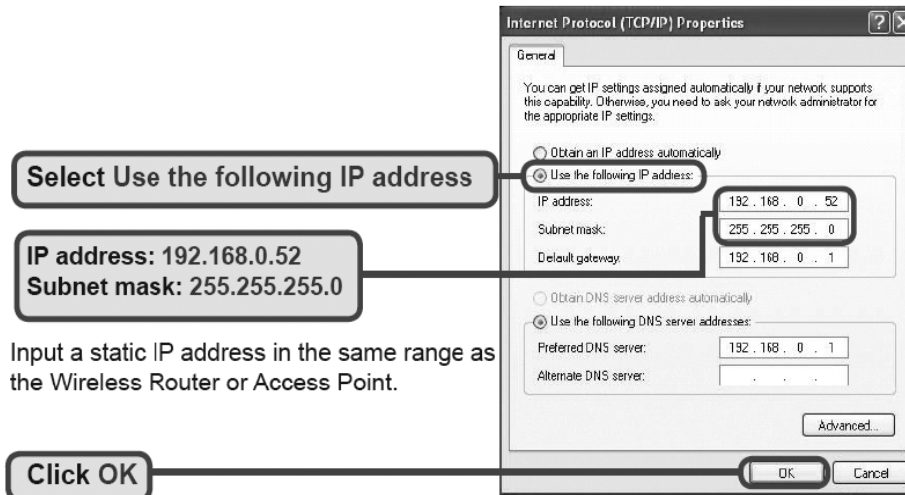 Internet Protocol (TCP/IP) Properties
General
You can get IP settings assigned automatically if your network supports
this capability. Otherwise, you need to ask your network administrator for
the appropriate IP settings.
Obtain an IP address automatically
Select Use the following IP address
Use the following IP address:
IP address: 192.168.0.52
Subnet mask: 255.255.255.0
IP address: 192 . 168 . 0 . 52
Subnet mask: 255 . 255 . 255 . 0
Default gateway: 192 . 168 . 0 . 1
Obtain DNS server address automatically
Use the following DNS server addresses:
Input a static IP address in the same range as
the Wireless Router or Access Point.
Preferred DNS server: 192 . 168 . 0 . 1
Alternate DNS server: . . .
Advanced...
Click OK
OK Cancel